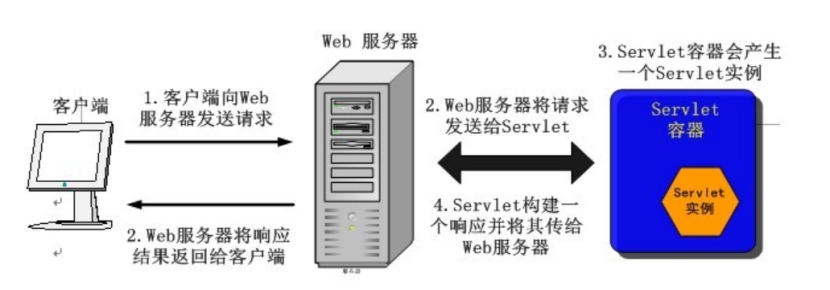 Web 服务器
3.Servlet容器会产生
一个Servlet实例
客户端
1.客户端向Web
服务器发送请求
2.Web服务器将请求
发送给Servlet
Servlet
容器
Servlet
实例
4.Servlet构建一
个响应并将其传给
Web服务器
2.Web服务器将响应
结果返回给客户端
服务器